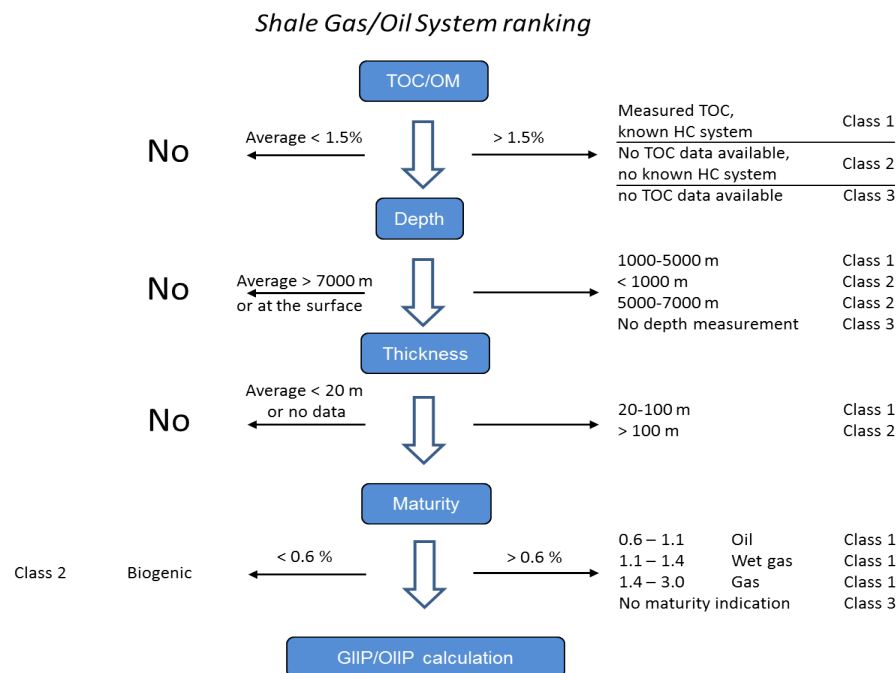 Shale Gas/Oil System ranking
TOC/OM
No
Average < 1.5%
> 1.5%
Measured TOC,
known HC system Class 1
No TOC data available,
no known HC system Class 2
no TOC data available Class 3
Depth
No
Average > 7000 m
or at the surface
1000-5000 m Class 1
< 1000 m Class 2
5000-7000 m Class 2
No depth measurement Class 3
Thickness
No
Average < 20 m
or no data
20-100 m Class 1
> 100 m Class 2
Maturity
Class 2 Biogenic
< 0.6 %
> 0.6 %
0.6 – 1.1 Oil Class 1
1.1 – 1.4 Wet gas Class 1
1.4 – 3.0 Gas Class 1
No maturity indication Class 3
GIIP/OIIP calculation